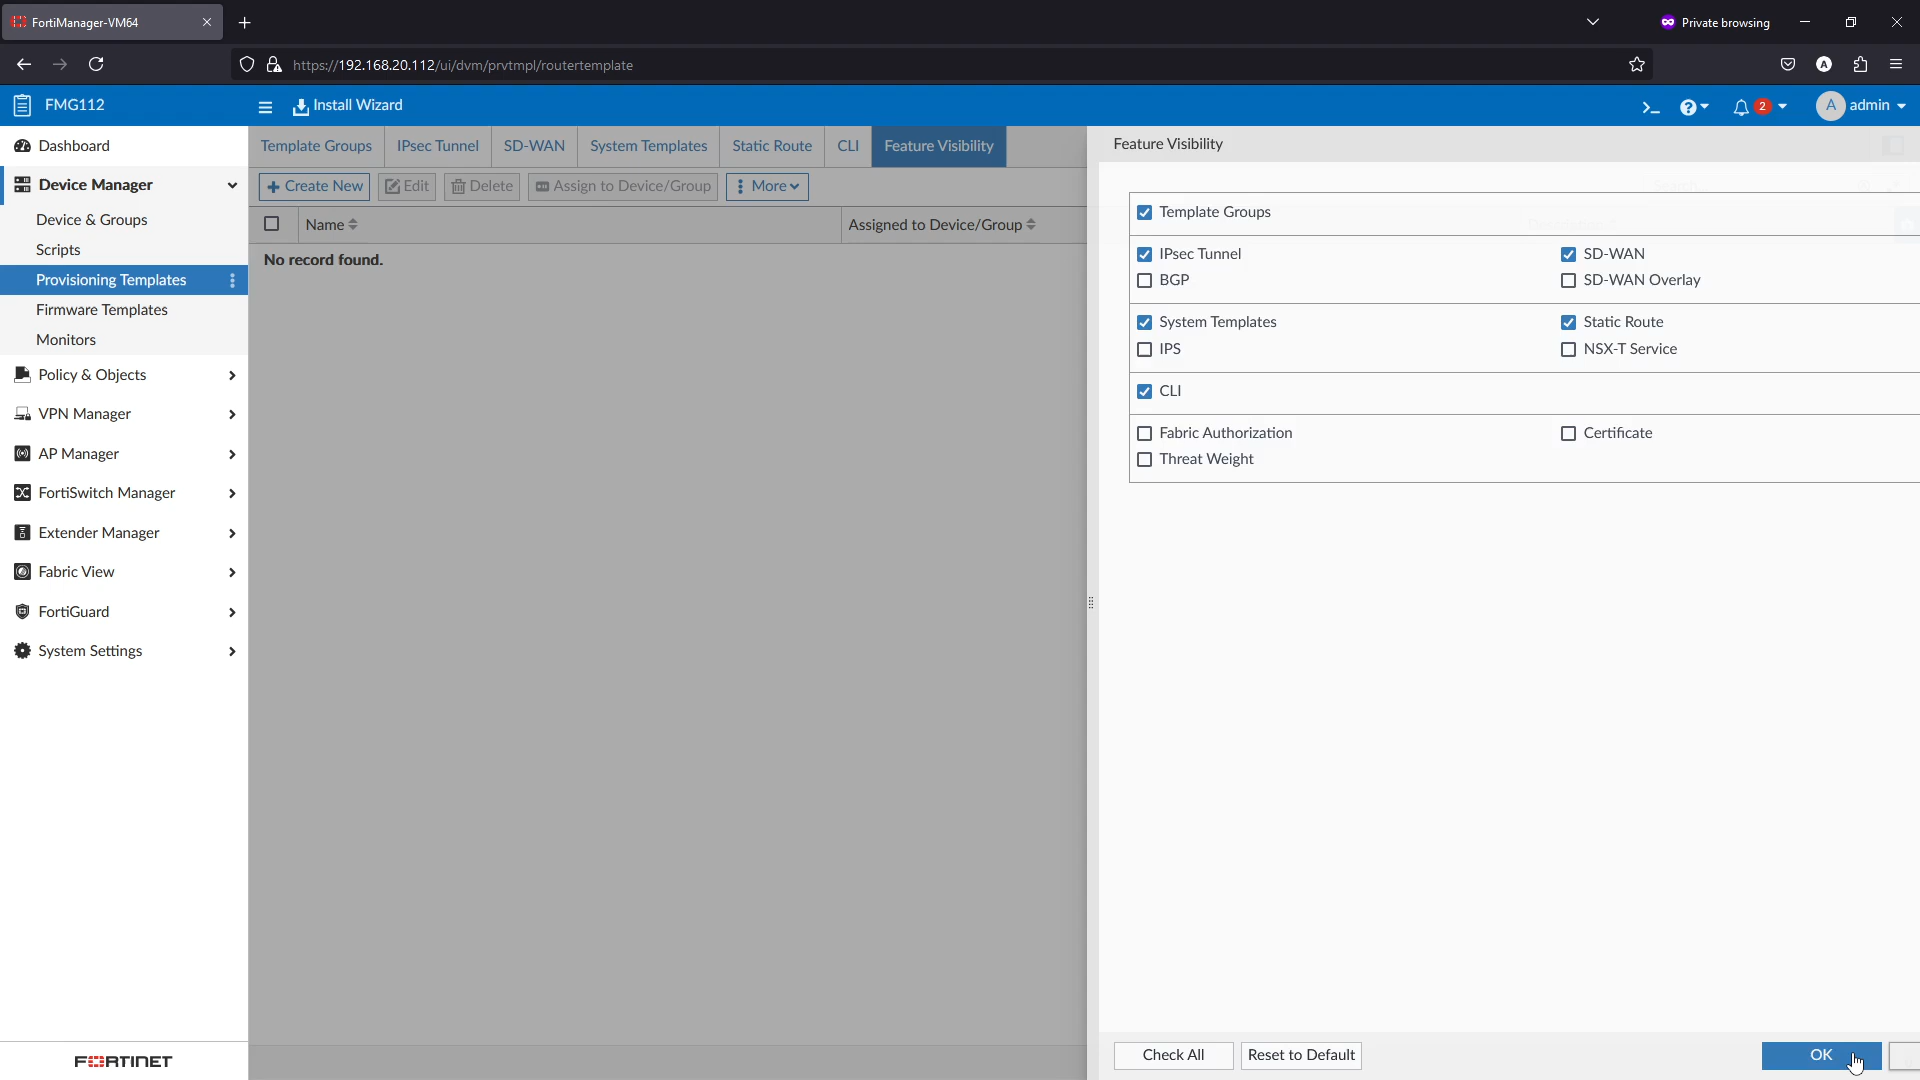 FortiManager-VM64
Private browsing
https://192.168.20.112/ui/dvm/prvtmpl/routertemplate
FMG112
Install Wizard
2
A
admin
Dashboard
Device Manager
Device & Groups
Scripts
Provisioning Templates
Firmware Templates
Monitors
Policy & Objects
VPN Manager
AP Manager
FortiSwitch Manager
Extender Manager
Fabric View
FortiGuard
System Settings
FORTINET
Template Groups
IPsec Tunnel
SD-WAN
System Templates
Static Route
CLI
Feature Visibility
+ Create New
Edit
Delete
Assign to Device/Group
More
Name
Assigned to Device/Group
No record found.
Feature Visibility
Template Groups
IPsec Tunnel
SD-WAN
BGP
SD-WAN Overlay
System Templates
Static Route
IPS
NSX-T Service
CLI
Fabric Authorization
Certificate
Threat Weight
Check All
Reset to Default
OK